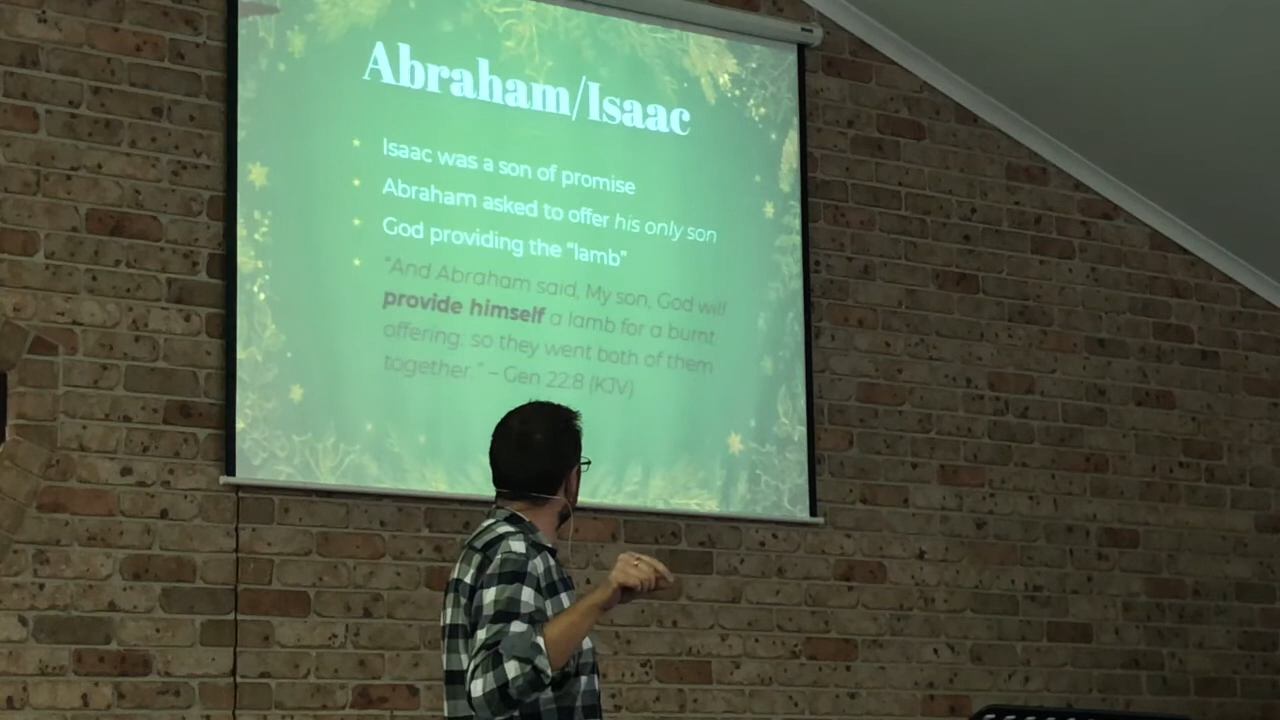 Abraham/Isaac
Isaac was a son of promise
Abraham asked to offer his only son
God providing the "lamb"
"And Abraham said, My son, God will
provide himself a lamb for a burnt
offering: so they went both of them
together." – Gen 22:8 (KJV)